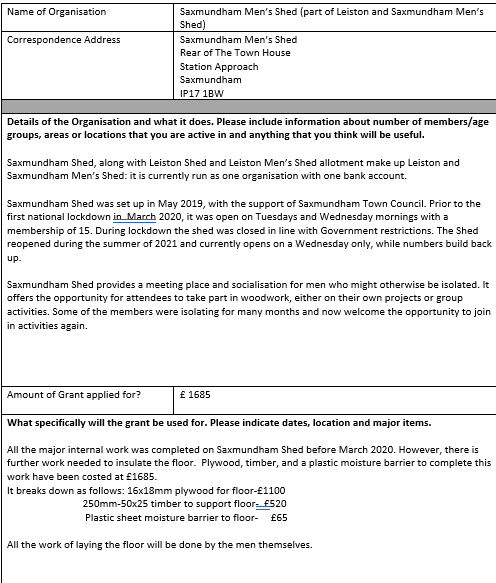 Name of Organisation
Saxmundham Men's Shed (part of Leiston and Saxmundham Men's
Shed)
Correspondence Address
Saxmundham Men's Shed
Rear of The Town House
Station Approach
Saxmundham
IP17 1BW
Details of the Organisation and what it does. Please include information about number of members/age
groups, areas or locations that you are active in and anything that you think will be useful.
Saxmundham Shed, along with Leiston Shed and Leiston Men's Shed allotment make up Leiston and
Saxmundham Men's Shed: it is currently run as one organisation with one bank account.
Saxmundham Shed was set up in May 2019, with the support of Saxmundham Town Council. Prior to the
first national lockdown in March 2020, it was open on Tuesdays and Wednesday mornings with a
membership of 15. During lockdown the shed was closed in line with Government restrictions. The Shed
reopened during the summer of 2021 and currently opens on a Wednesday only, while numbers build back
up.
Saxmundham Shed provides a meeting place and socialisation for men who might otherwise be isolated. It
offers the opportunity for attendees to take part in woodwork, either on their own projects or group
activities. Some of the members were isolating for many months and now welcome the opportunity to join
in activities again.
Amount of Grant applied for?
£ 1685
What specifically will the grant be used for. Please indicate dates, location and major items.
All the major internal work was completed on Saxmundham Shed before March 2020. However, there is
further work needed to insulate the floor. Plywood, timber, and a plastic moisture barrier to complete this
work have been costed at £1685.
It breaks down as follows: 16x18mm plywood for floor-£1100
250mm-50x25 timber to support floor- £520
Plastic sheet moisture barrier to floor- £65
All the work of laying the floor will be done by the men themselves.